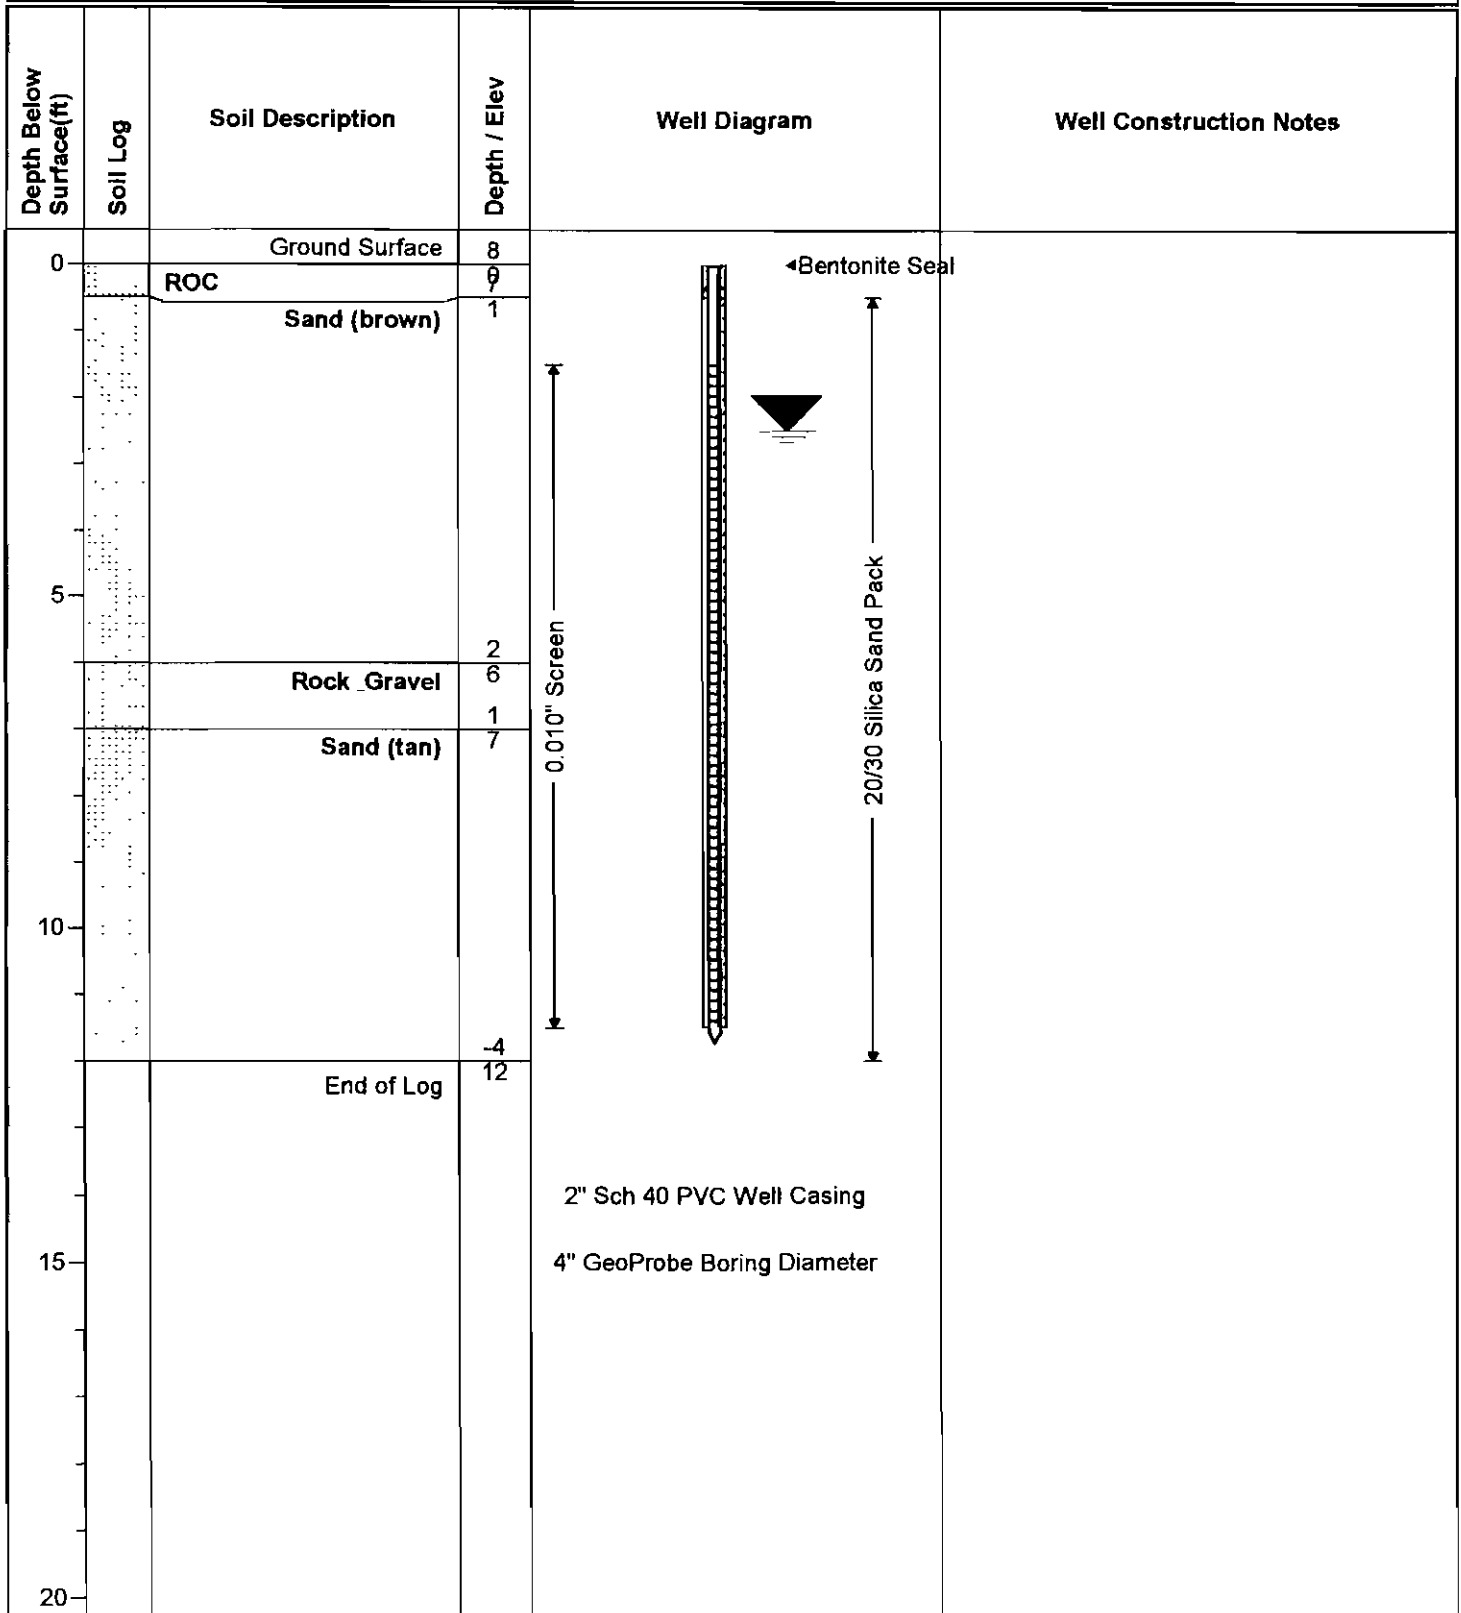 Depth Below
Surface(ft)
Soil Log
Soil Description
Depth / Elev
Well Diagram
Well Construction Notes
Ground Surface 8
0 ROC 0 ◄Bentonite Seal
7
Sand (brown) 1
5
2
Rock_Gravel 6
1
Sand (tan) 7
0.010" Screen
20/30 Silica Sand Pack
10
-4
End of Log 12
2" Sch 40 PVC Well Casing
15 4" GeoProbe Boring Diameter
20